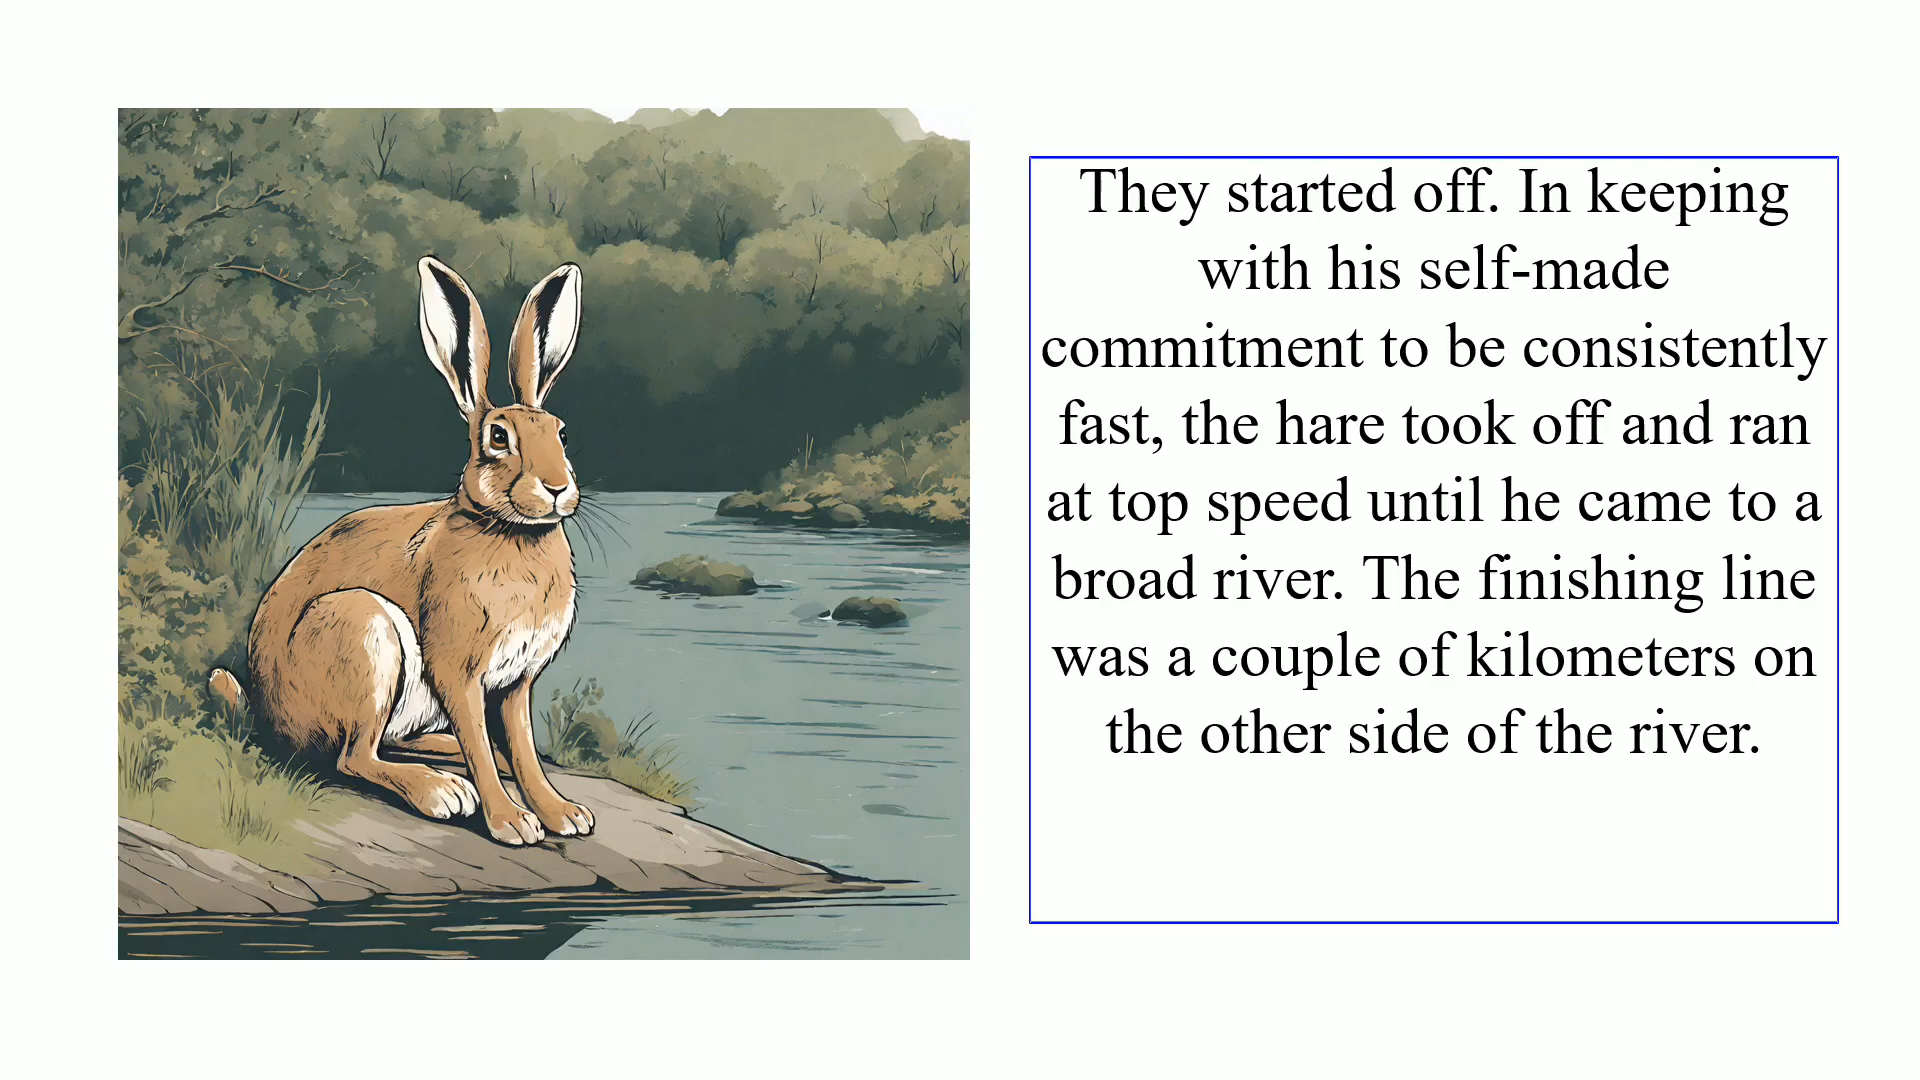 They started off. In keeping
with his self-made
commitment to be consistently
fast, the hare took off and ran
at top speed until he came to a
broad river. The finishing line
was a couple of kilometers on
the other side of the river.